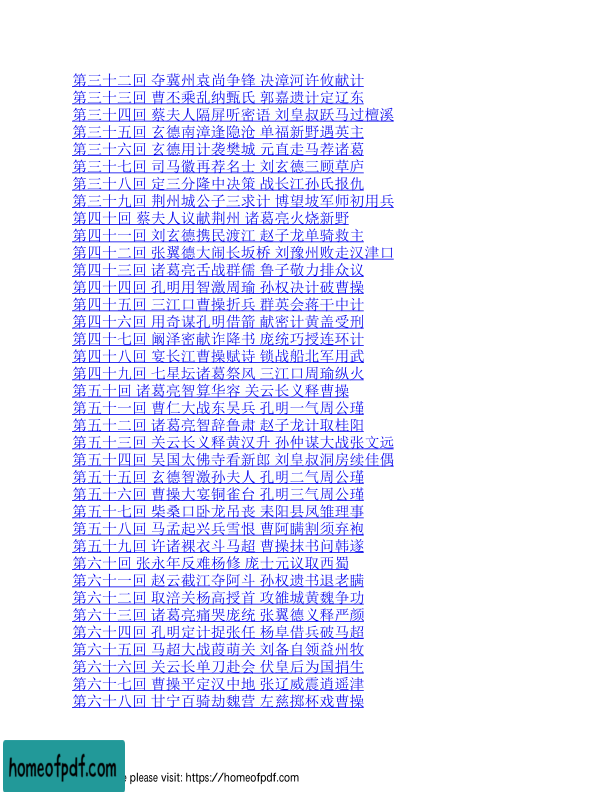 第三十二回 夺冀州袁尚争锋 决漳河许攸献计
第三十三回 曹丕乘乱纳甄氏 郭嘉遗计定辽东
第三十四回 蔡夫人隔屏听密语 刘皇叔跃马过檀溪
第三十五回 玄德南漳逢隐沧 单福新野遇英主
第三十六回 玄德用计袭樊城 元直走马荐诸葛
第三十七回 司马徽再荐名士 刘玄德三顾草庐
第三十八回 定三分隆中决策 战长江孙氏报仇
第三十九回 荆州城公子三求计 博望坡军师初用兵
第四十回 蔡夫人议献荆州 诸葛亮火烧新野
第四十一回 刘玄德携民渡江 赵子龙单骑救主
第四十二回 张翼德大闹长坂桥 刘豫州败走汉津口
第四十三回 诸葛亮舌战群儒 鲁子敬力排众议
第四十四回 孔明用智激周瑜 孙权决计破曹操
第四十五回 三江口曹操折兵 群英会蒋干中计
第四十六回 用奇谋孔明借箭 献密计黄盖受刑
第四十七回 阚泽密献诈降书 庞统巧授连环计
第四十八回 宴长江曹操赋诗 锁战船北军用武
第四十九回 七星坛诸葛祭风 三江口周瑜纵火
第五十回 诸葛亮智算华容 关云长义释曹操
第五十一回 曹仁大战东吴兵 孔明一气周公瑾
第五十二回 诸葛亮智辞鲁肃 赵子龙计取桂阳
第五十三回 关云长义释黄汉升 孙仲谋大战张文远
第五十四回 吴国太佛寺看新郎 刘皇叔洞房续佳偶
第五十五回 玄德智激孙夫人 孔明二气周公瑾
第五十六回 曹操大宴铜雀台 孔明三气周公瑾
第五十七回 柴桑口卧龙吊丧 耒阳县凤雏理事
第五十八回 马孟起兴兵雪恨 曹阿瞒割须弃袍
第五十九回 许诸裸衣斗马超 曹操抹书问韩遂
第六十回 张永年反难杨修 庞士元议取西蜀
第六十一回 赵云截江夺阿斗 孙权遗书退老瞒
第六十二回 取涪关杨高授首 攻雒城黄魏争功
第六十三回 诸葛亮痛哭庞统 张翼德义释严颜
第六十四回 孔明定计捉张任 杨阜借兵破马超
第六十五回 马超大战葭萌关 刘备自领益州牧
第六十六回 关云长单刀赴会 伏皇后为国捐生
第六十七回 曹操平定汉中地 张辽威震逍遥津
第六十八回 甘宁百骑劫魏营 左慈掷杯戏曹操
homeofpdf.com
please visit: https://homeofpdf.com